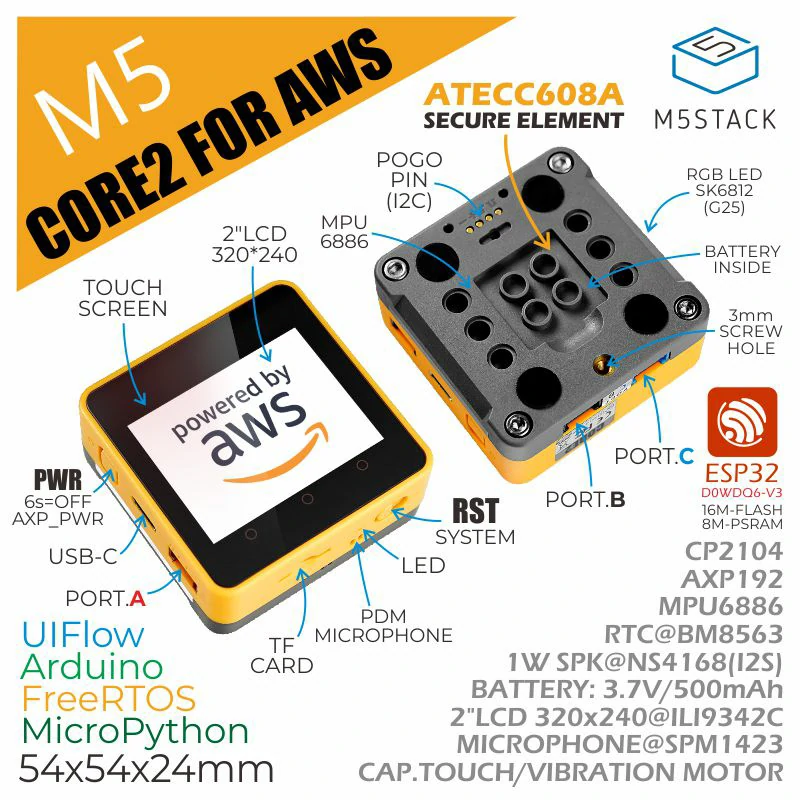 M5
CORE2 FOR AWS
5
M5STACK
ATECC608A
SECURE ELEMENT
POGO
PIN
(I2C)
RGB LED
SK6812
(G25)
MPU
6886
2"LCD
320*240
BATTERY
INSIDE
TOUCH
SCREEN
3mm
SCREW
HOLE
powered by
aws
PORT.C
PORT.B
ESP32
D0WDQ6-V3
16M-FLASH
8M-PSRAM
PWR
6s=OFF
AXP_PWR
USB-C
PORT.A
RST
SYSTEM
LED
PDM
MICROPHONE
TF
CARD
UIFlow
Arduino
FreeRTOS
MicroPython
54x54x24mm
CP2104
AXP192
MPU6886
RTC@BM8563
1W SPK@NS4168(I2S)
BATTERY: 3.7V/500mAh
2"LCD 320x240@ILI9342C
MICROPHONE@SPM1423
CAP.TOUCH/VIBRATION MOTOR